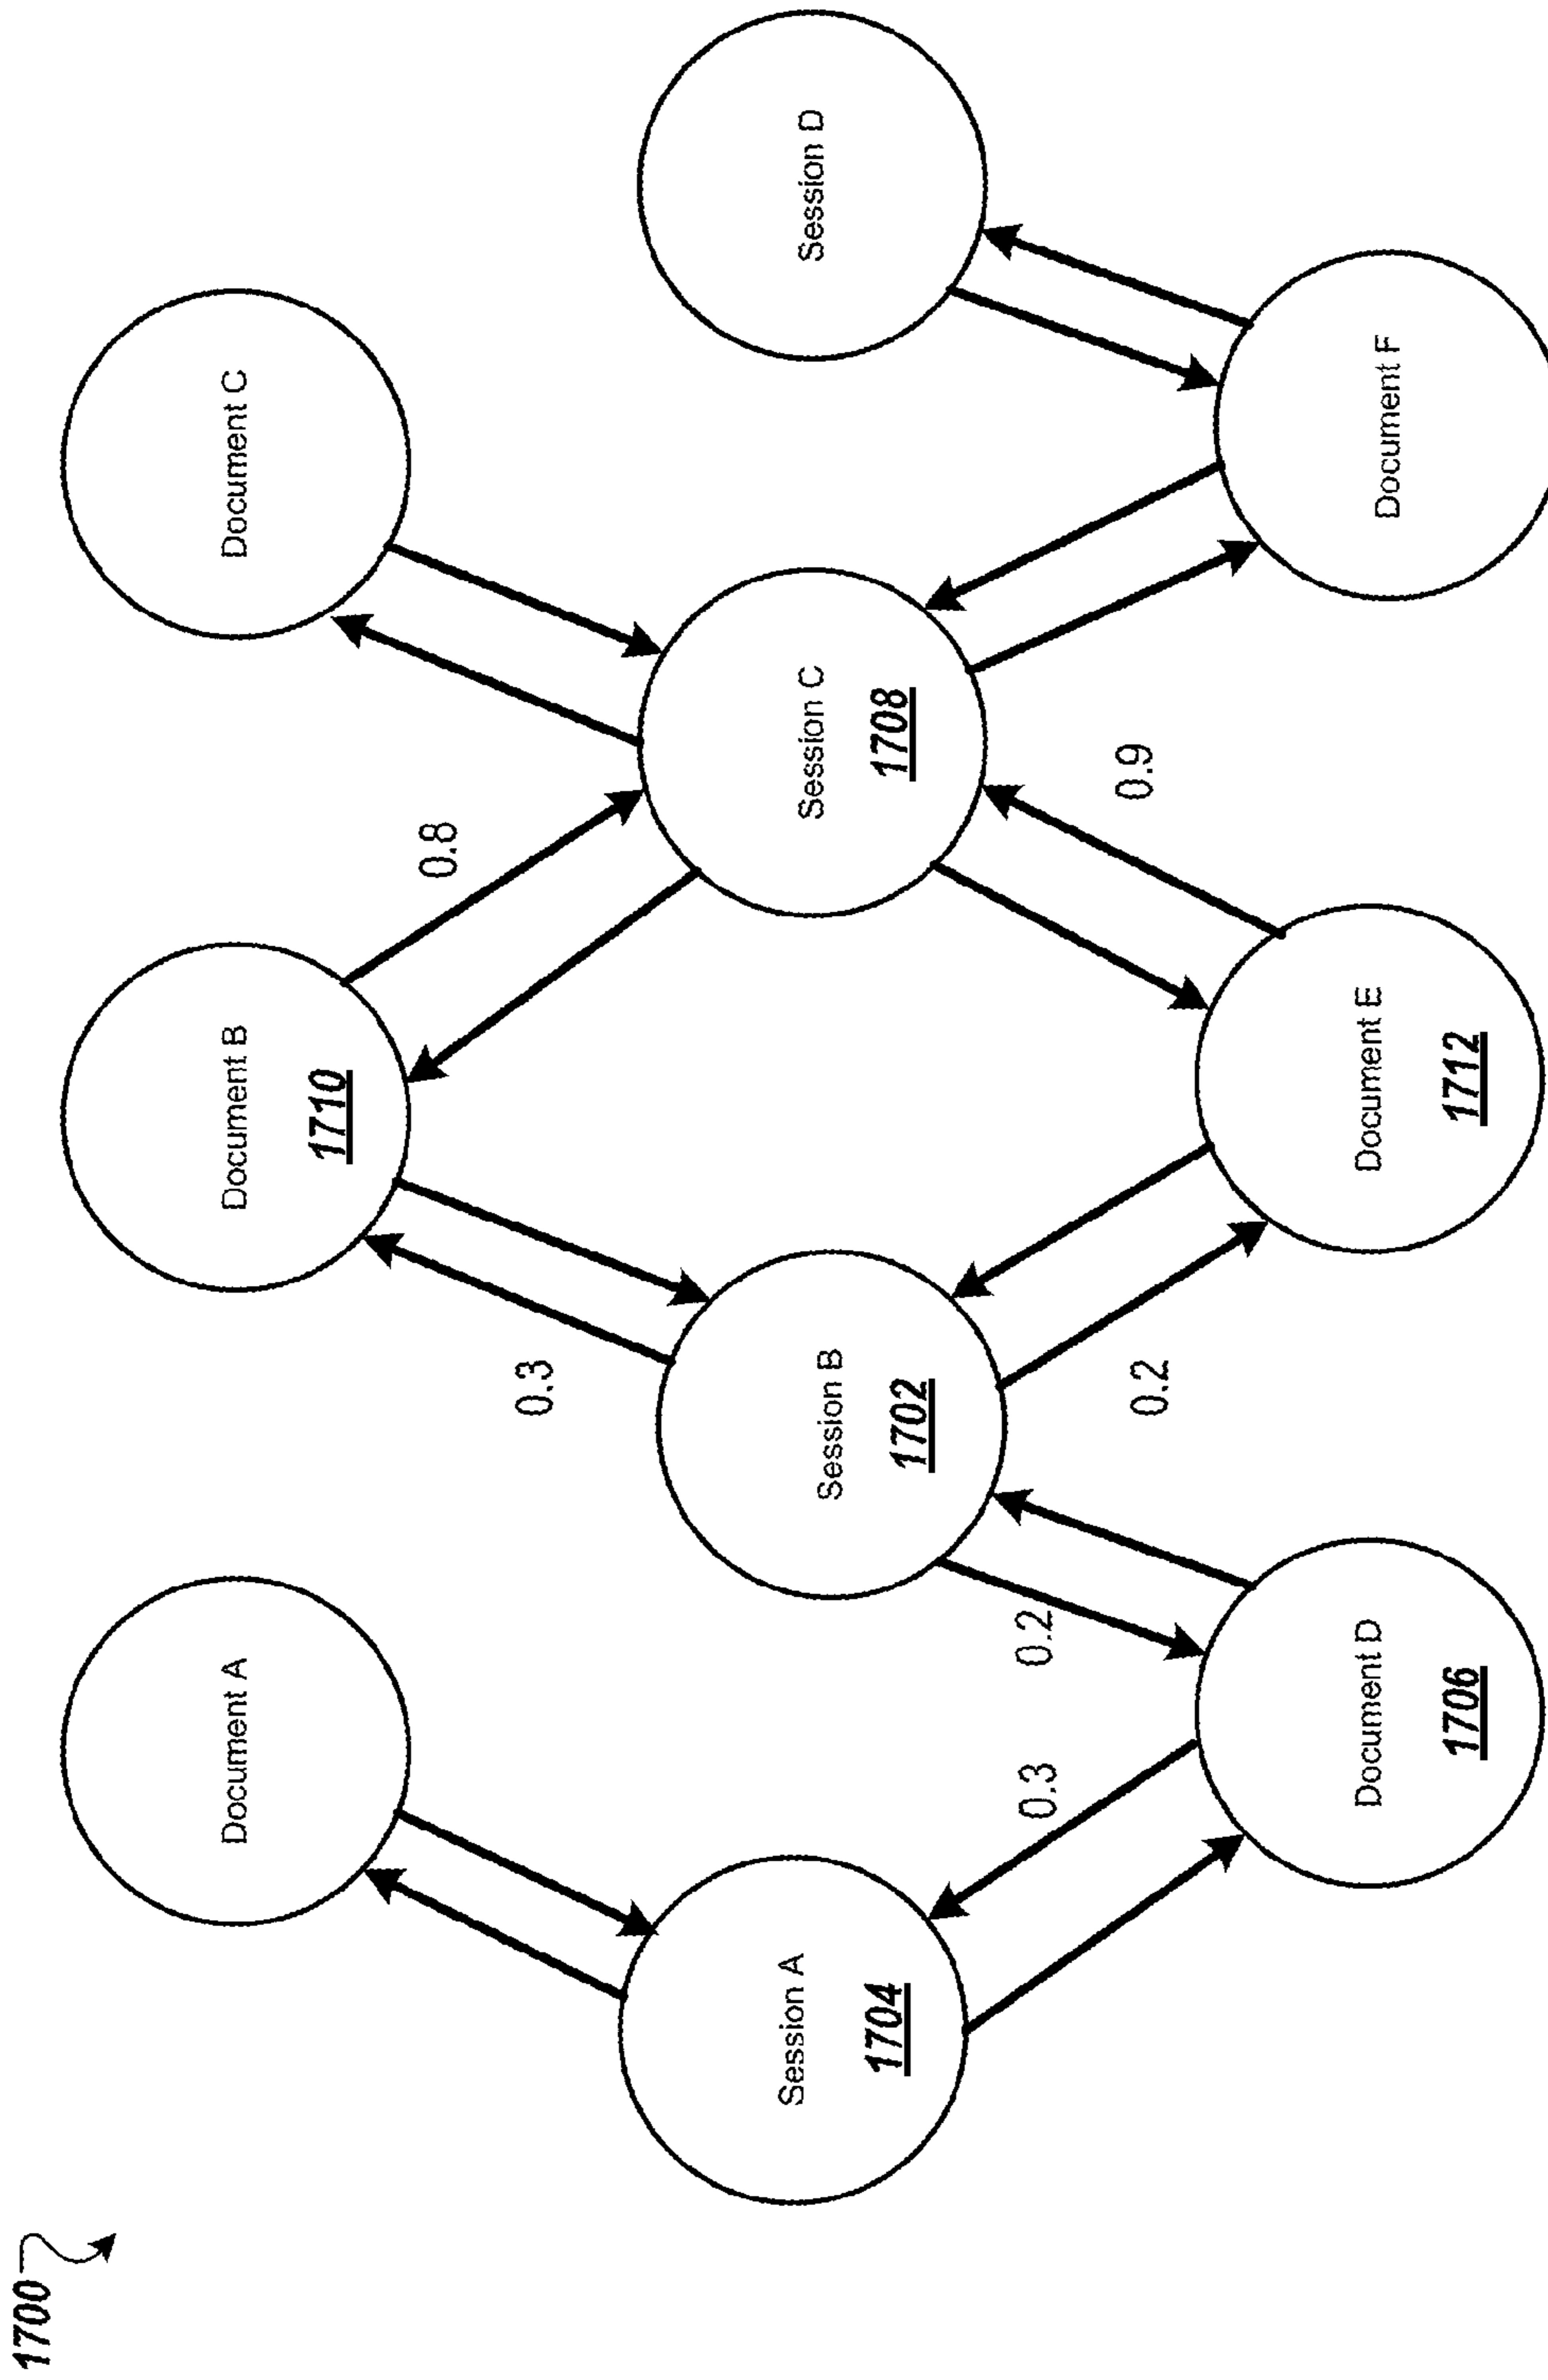 1700
Document A
Document B
1710
Document C
0.3
0.8
Session A
1704
Session B
1702
Session C
1708
Session D
0.3
0.2
0.2
0.9
Document D
1706
Document E
1712
Document F